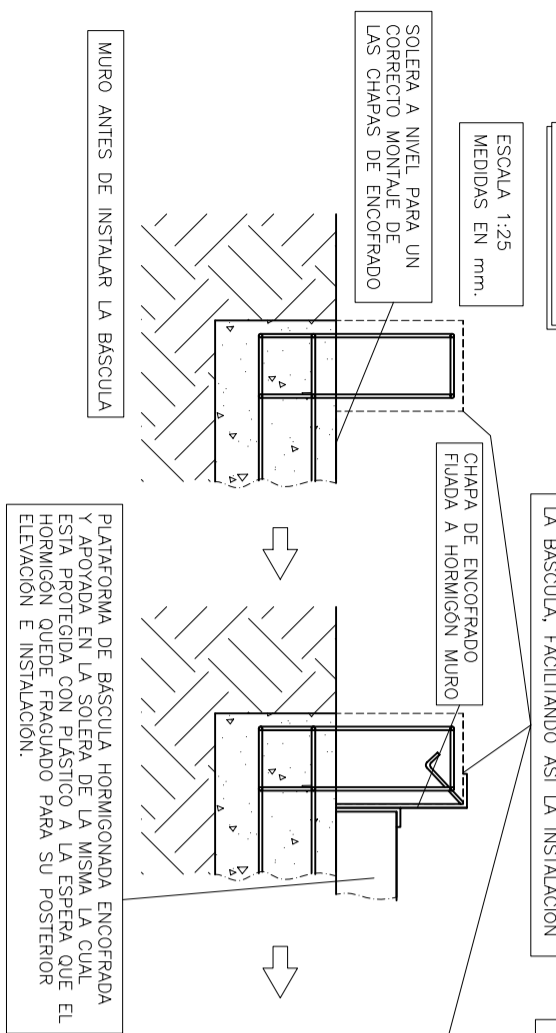 ESCALA 1:25
MEDIDAS EN mm.
LA BÁSCULA, FACILITANDO ASÍ LA INSTALACIÓN
SOLERA A NIVEL PARA UN
CORRECTO MONTAJE DE
LAS CHAPAS DE ENCOFRADO
CHAPA DE ENCOFRADO
FIJADA A HORMIGÓN MURO
MURO ANTES DE INSTALAR LA BÁSCULA
PLATAFORMA DE BÁSCULA HORMIGONADA ENCOFRADA
Y APOYADA EN LA SOLERA DE LA MISMA LA CUAL
ESTA PROTEGIDA CON PLÁSTICO A LA ESPERA QUE EL
HORMIGÓN QUEDE FRAGUADO PARA SU POSTERIOR
ELEVACIÓN E INSTALACIÓN.